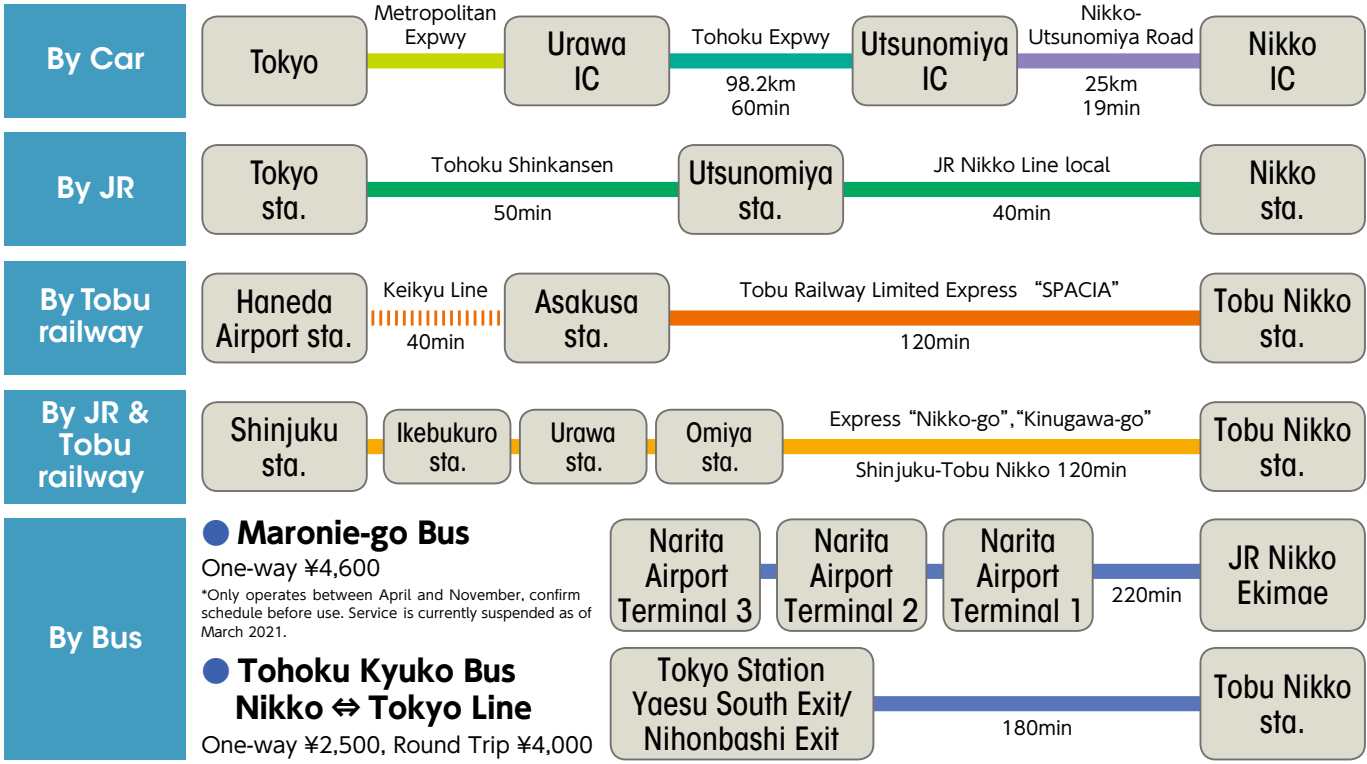 By Car
Tokyo
Metropolitan
Expwy
Urawa
IC
Tohoku Expwy
98.2km
60min
Utsunomiya
IC
Nikko-
Utsunomiya Road
25km
19min
Nikko
IC
By JR
Tokyo
sta.
Tohoku Shinkansen
50min
Utsunomiya
sta.
JR Nikko Line local
40min
Nikko
sta.
By Tobu
railway
Haneda
Airport sta.
Keikyu Line
40min
Asakusa
sta.
Tobu Railway Limited Express “SPACIA”
120min
Tobu Nikko
sta.
By JR &
Tobu
railway
Shinjuku
sta.
Ikebukuro
sta.
Urawa
sta.
Omiya
sta.
Express “Nikko-go”,“Kinugawa-go”
Shinjuku-Tobu Nikko 120min
Tobu Nikko
sta.
By Bus
● Maronie-go Bus
One-way ¥4,600
*Only operates between April and November, confirm
schedule before use. Service is currently suspended as of
March 2021.
Narita
Airport
Terminal 3
Narita
Airport
Terminal 2
Narita
Airport
Terminal 1
220min
JR Nikko
Ekimae
● Tohoku Kyuko Bus
Nikko ⇔ Tokyo Line
One-way ¥2,500, Round Trip ¥4,000
Tokyo Station
Yaesu South Exit/
Nihonbashi Exit
180min
Tobu Nikko
sta.